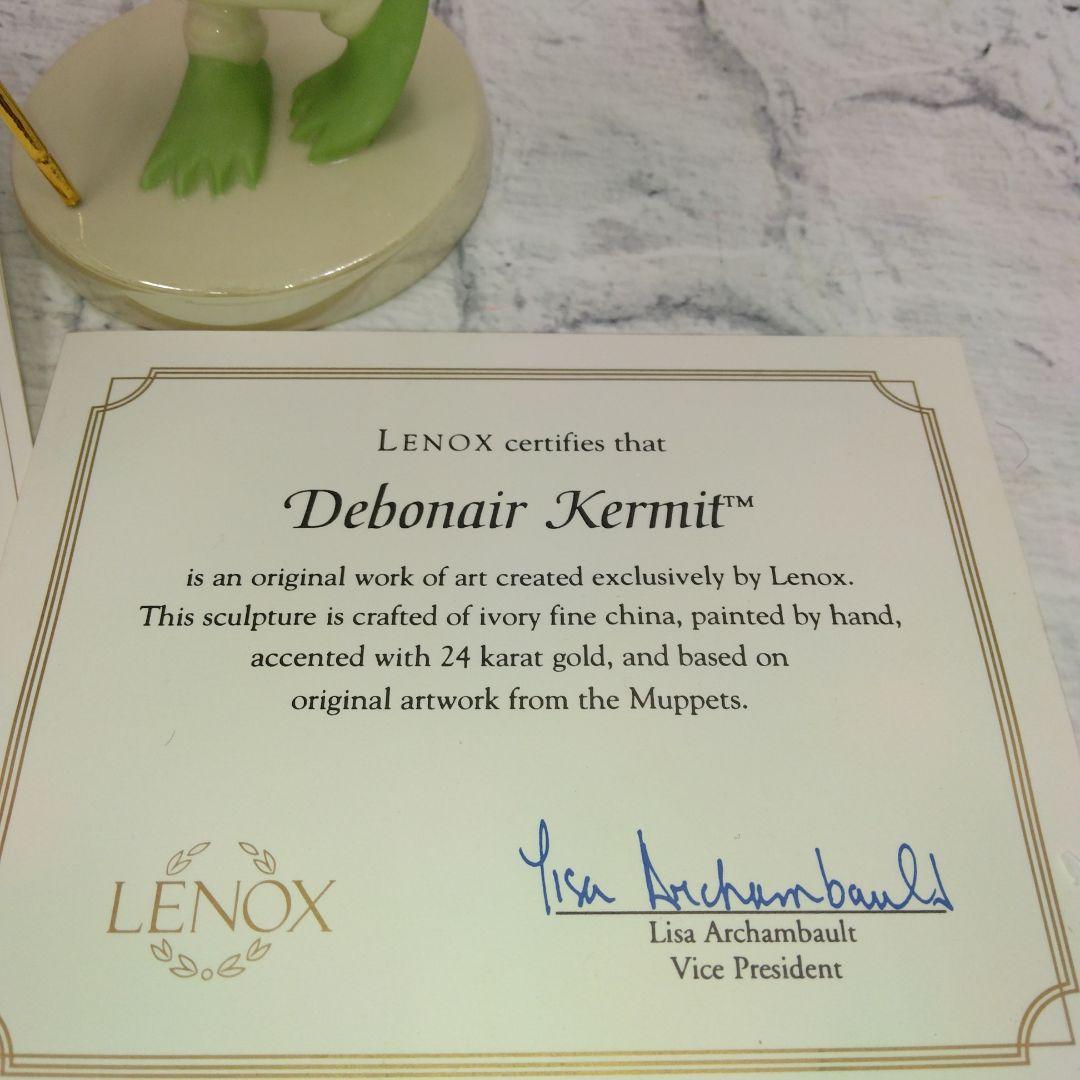 LENOX certifies that
Debonair Kermit™
is an original work of art created exclusively by Lenox.
This sculpture is crafted of ivory fine china, painted by hand,
accented with 24 karat gold, and based on
original artwork from the Muppets.
LENOX
Lisa Archambault
Lisa Archambault
Vice President